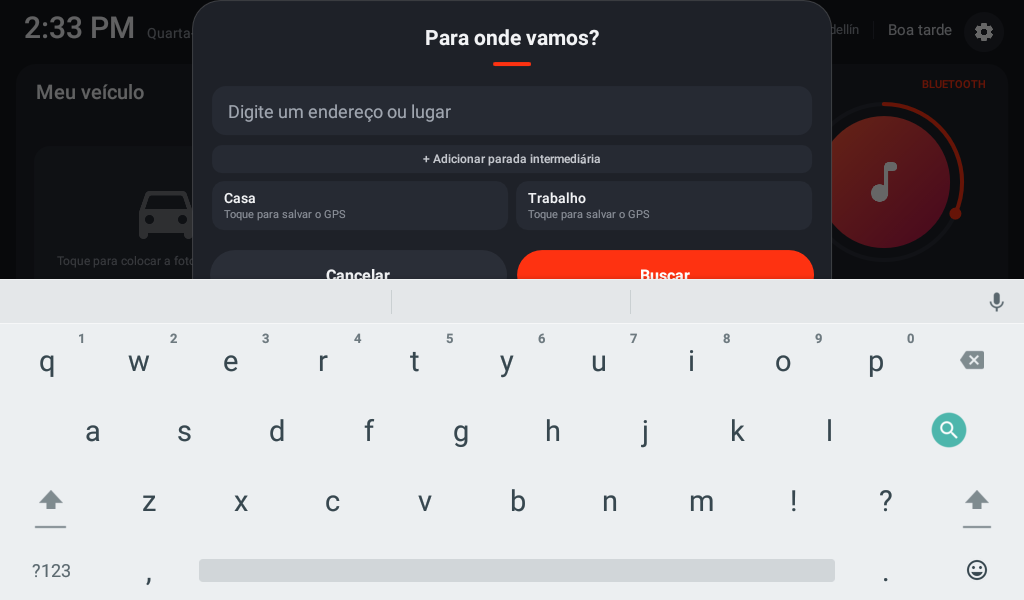 2:33 PM Quarta-
Para onde vamos?
Boa tarde
Meu veículo
BLUETOOTH
Digite um endereço ou lugar
+ Adicionar parada intermediária
Casa
Toque para salvar o GPS
Trabalho
Toque para salvar o GPS
Toque para colocar a foto
Cancelar
Buscar
1 2 3 4 5 6 7 8 9 0
q w e r t y u i o p
a s d f g h j k l
z x c v b n m ! ?
?123 , .